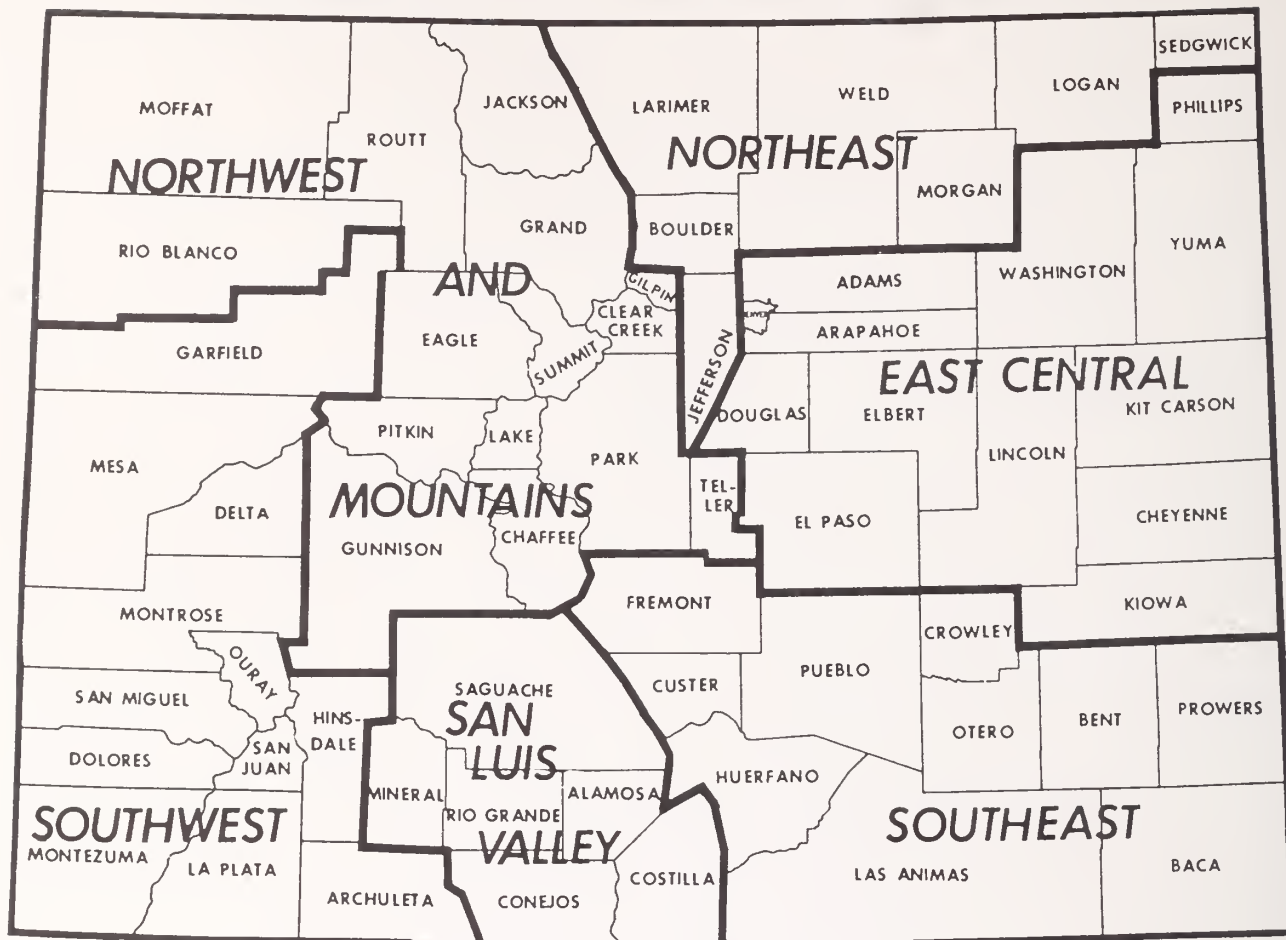 SEDGWICK
MOFFAT
JACKSON
LARIMER
WELD
LOGAN
PHILLIPS
ROUTT
NORTHWEST
NORTHEAST
MORGAN
RIO BLANCO
GRAND
BOULDER
YUMA
AND
GILPIN
ADAMS
WASHINGTON
DENVER
CLEAR
CREEK
GARFIELD
EAGLE
SUMMIT
JEFFERSON
ARAPAHOE
EAST CENTRAL
DOUGLAS
ELBERT
KIT CARSON
PITKIN
LAKE
PARK
LINCOLN
MESA
TEL-
LER
DELTA
MOUNTAINS
EL PASO
CHEYENNE
GUNNISON
CHAFFEE
MONTROSE
FREMONT
KIOWA
CROWLEY
OURAY
PUEBLO
SAN MIGUEL
SAGUACHE
CUSTER
HINS-
DALE
SAN
LUIS
VALLEY
OTERO
BENT
PROWERS
DOLORES
SAN
JUAN
MINERAL
RIO GRANDE
ALAMOSA
HUERFANO
SOUTHWEST
SOUTHEAST
MONTEZUMA
LA PLATA
COSTILLA
LAS ANIMAS
BACA
ARCHULETA
CONEJOS